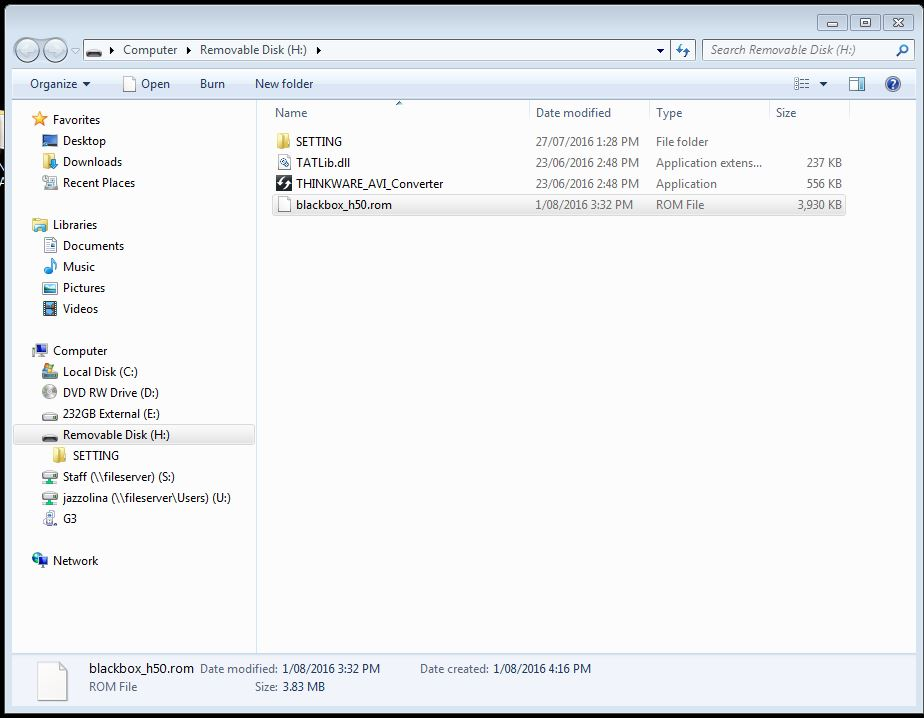 Computer Removable Disk (H:) Search Removable Disk (H:)
Organize Open Burn New folder
Name Date modified Type Size
SETTING 27/07/2016 1:28 PM File folder
TATLib.dll 23/06/2016 2:48 PM Application extens... 237 KB
THINKWARE_AVI_Converter 23/06/2016 2:48 PM Application 556 KB
blackbox_h50.rom 1/08/2016 3:32 PM ROM File 3,930 KB
Favorites
Desktop
Downloads
Recent Places
Libraries
Documents
Music
Pictures
Videos
Computer
Local Disk (C:)
DVD RW Drive (D:)
232GB External (E:)
Removable Disk (H:)
SETTING
Staff (\\fileserver) (S:)
jazzolina (\\fileserver\Users) (U:)
G3
Network
blackbox_h50.rom Date modified: 1/08/2016 3:32 PM Date created: 1/08/2016 4:16 PM
ROM File Size: 3.83 MB